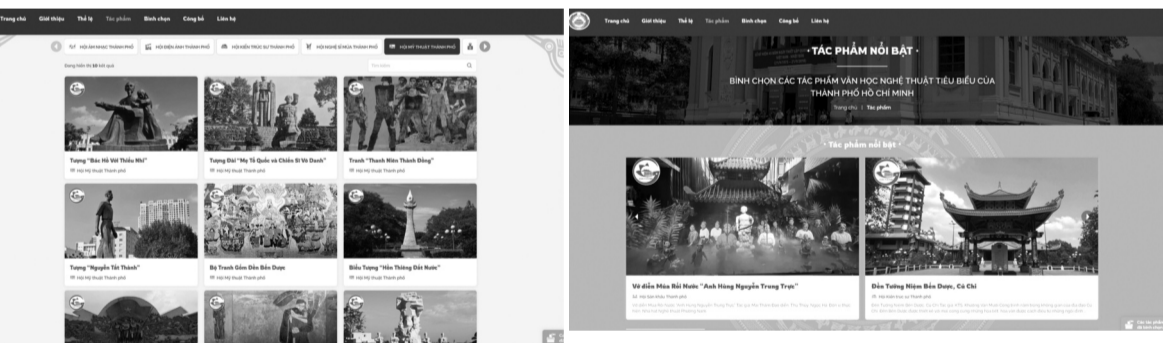 Trang chủ Giới thiệu Thể lệ Tác phẩm Bình chọn Công bố Liên hệ
HỘI ÂM NHẠC THÀNH PHỐ HỘI ĐIỆN ẢNH THÀNH PHỐ HỘI KIẾN TRÚC SƯ THÀNH PHỐ HỘI NGHỆ SĨ MÚA THÀNH PHỐ HỘI MỸ THUẬT THÀNH PHỐ
Đang hiển thị 10 kết quả
Tượng "Bác Hồ Với Thiếu Nhi"
Hội Mỹ thuật Thành phố
Tượng Đài "Mẹ Tổ Quốc và Chiến Sĩ Vô Danh"
Hội Mỹ thuật Thành phố
Tranh "Thanh Niên Thành Đồng"
Hội Mỹ thuật Thành phố
Tượng "Nguyễn Tất Thành"
Hội Mỹ thuật Thành phố
Bộ Tranh Gốm Đền Bến Dược
Hội Mỹ thuật Thành phố
Biểu Tượng "Hồn Thiêng Đất Nước"
Hội Mỹ thuật Thành phố
Trang chủ Giới thiệu Thể lệ Tác phẩm Bình chọn Công bố Liên hệ
· TÁC PHẨM NỔI BẬT ·
BÌNH CHỌN CÁC TÁC PHẨM VĂN HỌC NGHỆ THUẬT TIÊU BIỂU CỦA
THÀNH PHỐ HỒ CHÍ MINH
Trang chủ | Tác phẩm
· Tác phẩm nổi bật ·
Vở diễn Múa Rối Nước "Anh Hùng Nguyễn Trung Trực"
Hội Sân khấu Thành phố
Đền Tưởng Niệm Bến Dược, Củ Chi
Hội Kiến trúc sư Thành phố